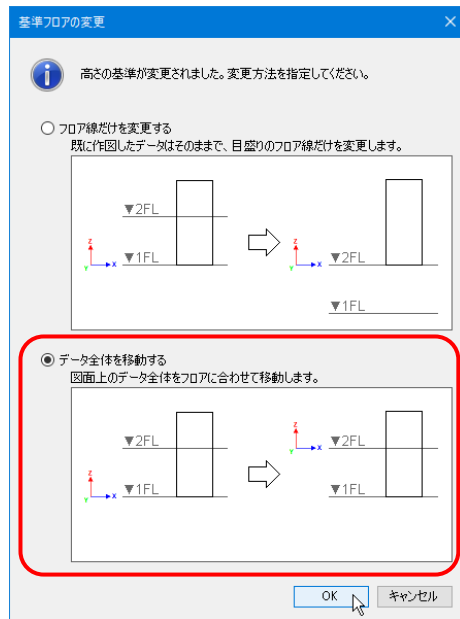 基準フロアの変更
高さの基準が変更されました。変更方法を指定してください。
フロア線だけを変更する
既に作図したデータはそのままで、目盛りのフロア線だけを変更します。
▼2FL
Z
Y
X
▼1FL
Z
Y
X
▼2FL
▼1FL
データ全体を移動する
図面上のデータ全体をフロアに合わせて移動します。
▼2FL
Z
Y
X
▼1FL
Z
Y
X
▼2FL
▼1FL
OK
キャンセル